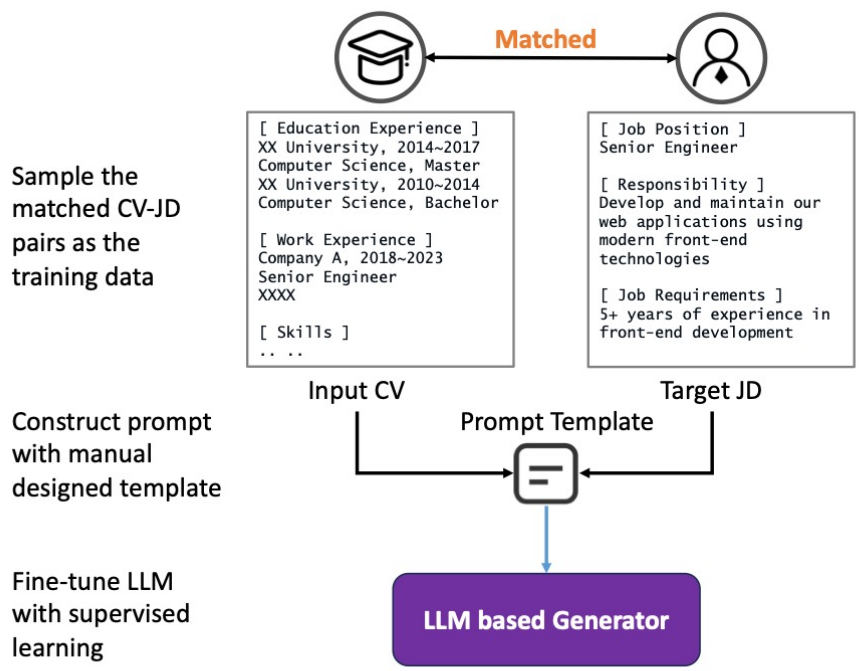 Matched
Sample the
matched CV-JD
pairs as the
training data
[ Education Experience ]
XX University, 2014~2017
Computer Science, Master
XX University, 2010~2014
Computer Science, Bachelor
[ Work Experience ]
Company A, 2018~2023
Senior Engineer
XXXX
[ Skills ]
.. ..
[ Job Position ]
Senior Engineer
[ Responsibility ]
Develop and maintain our
web applications using
modern front-end
technologies
[ Job Requirements ]
5+ years of experience in
front-end development
Input CV
Target JD
Construct prompt
with manual
designed template
Prompt Template
Fine-tune LLM
with supervised
learning
LLM based Generator